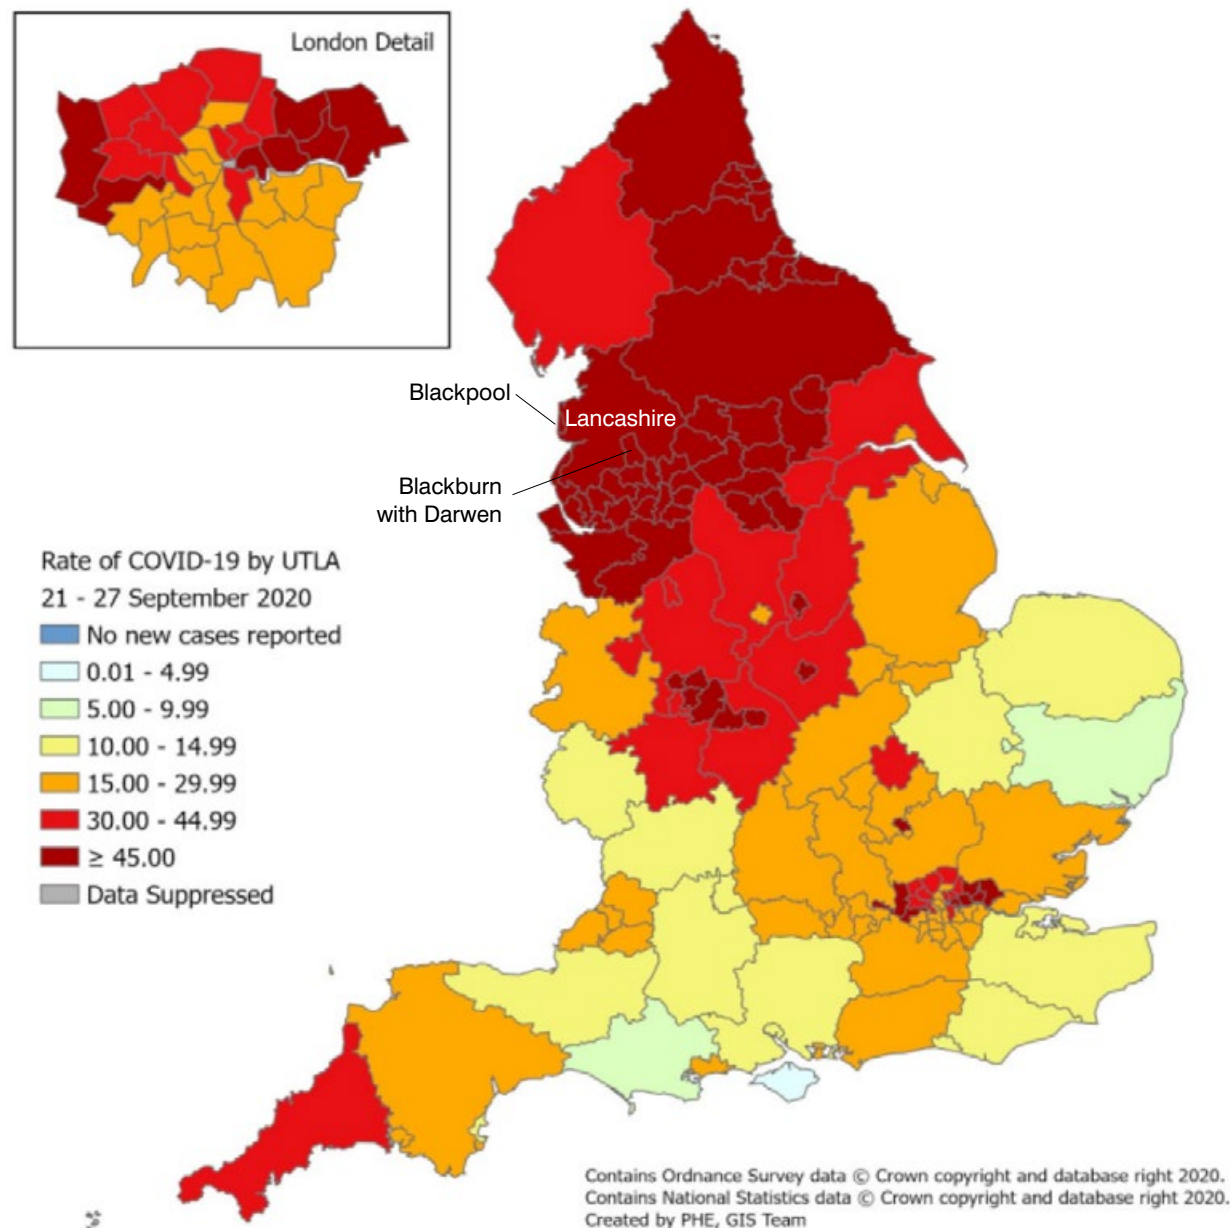 London Detail
Blackpool
Lancashire
Blackburn
with Darwen
Rate of COVID-19 by UTLA
21 - 27 September 2020
No new cases reported
0.01 - 4.99
5.00 - 9.99
10.00 - 14.99
15.00 - 29.99
30.00 - 44.99
≥ 45.00
Data Suppressed
Contains Ordnance Survey data © Crown copyright and database right 2020.
Contains National Statistics data © Crown copyright and database right 2020.
Created by PHE, GIS Team